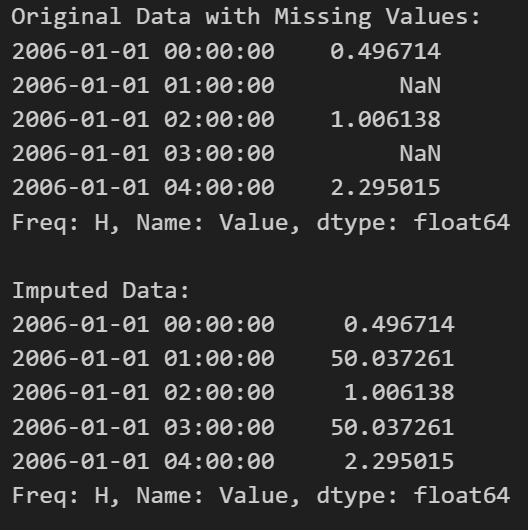 Original Data with Missing Values:
2006-01-01 00:00:00    0.496714
2006-01-01 01:00:00         NaN
2006-01-01 02:00:00    1.006138
2006-01-01 03:00:00         NaN
2006-01-01 04:00:00    2.295015
Freq: H, Name: Value, dtype: float64

Imputed Data:
2006-01-01 00:00:00     0.496714
2006-01-01 01:00:00    50.037261
2006-01-01 02:00:00     1.006138
2006-01-01 03:00:00    50.037261
2006-01-01 04:00:00     2.295015
Freq: H, Name: Value, dtype: float64